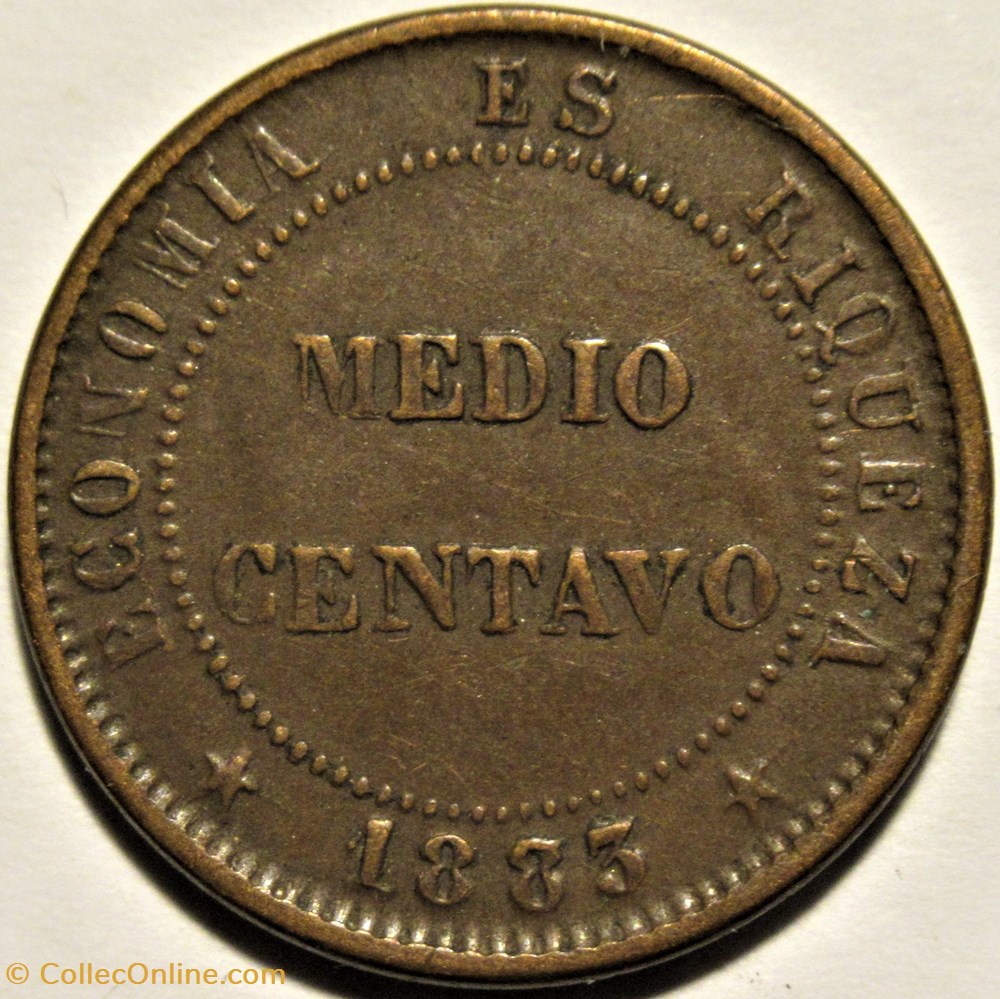 ECONOMIA ES RIQUEZA
MEDIO
CENTAVO
1883
© CollecOnline.com